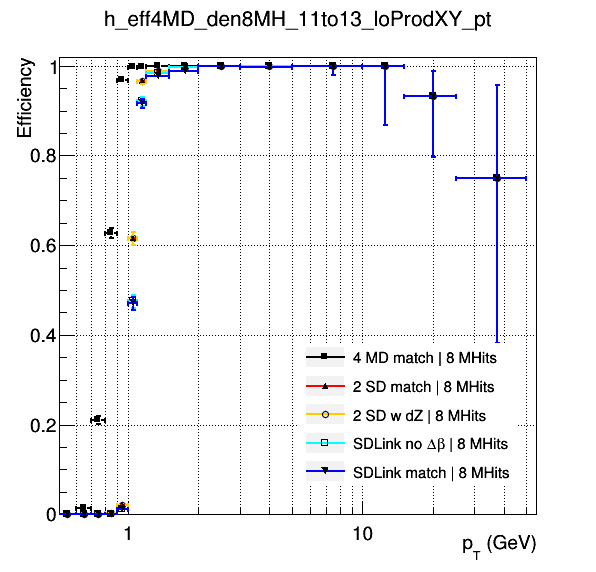 h_eff4MD_den8MH_11to13_loProdXY_pt
Efficiency
1
0.8
0.6
0.4
0.2
0
4 MD match | 8 MHits
2 SD match | 8 MHits
2 SD w dZ | 8 MHits
SDLink no Δβ | 8 MHits
SDLink match | 8 MHits
1
10
p_T (GeV)